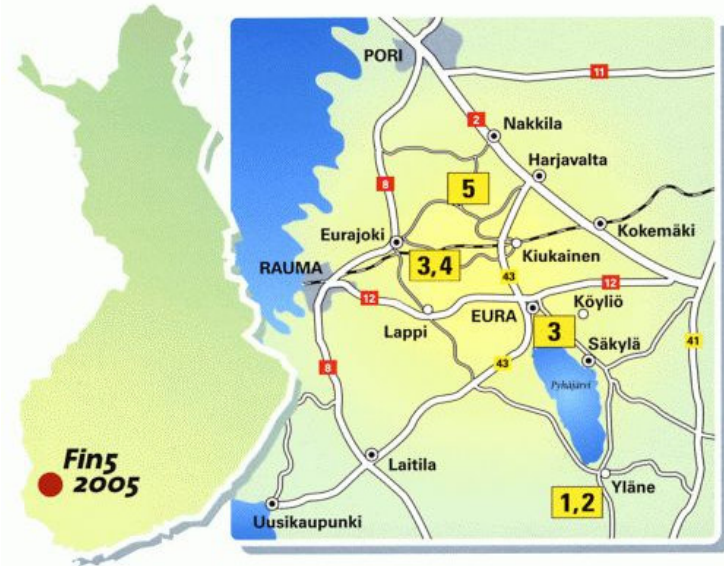 PORI
11
2
Nakkila
Harjavalta
8
5
Kokemäki
Eurajoki
Kiukainen
3,4
RAUMA
43
12
12
EURA
Köyliö
Lappi
3
Säkylä
41
8
43
Pyhäjärvi
Fin5
2005
Laitila
Yläne
1,2
Uusikaupunki